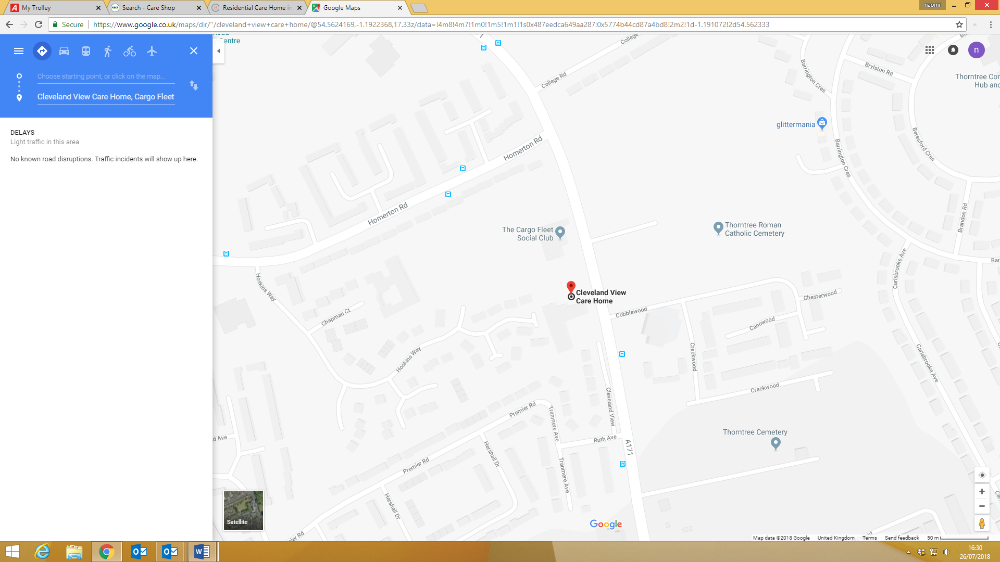 My Trolley
Search - Care Shop
Residential Care Home in
Google Maps
naomi
Secure
https://www.google.co.uk/maps/dir/''/cleveland+view+care+home/@54.5624169,-1.1922368,17.33z/data=!4m8!4m7!1m0!1m5!1m1!1s0x487eedca649aa287:0x5774b44cd87a4bd8!2m2!1d-1.191072!2d54.562333
Choose starting point, or click on the map...
Cleveland View Care Home, Cargo Fleet
DELAYS
Light traffic in this area
No known road disruptions. Traffic incidents will show up here.
Centre
College
College Rd
Barrington Cres
Brylston Rd
Thorntree Con
Hub and
n
glittermania
Beresford Cres
Barrington Cres
Homerton Rd
Homerton Rd
Brandon Rd
The Cargo Fleet
Social Club
Thorntree Roman
Catholic Cemetery
Bar
Carisbrooke Ave
Hoskins Way
Cleveland View
Care Home
Chesterwood
Cobblewood
Chapman Ct
Canewood
Creekwood
Hoskins Way
Carisbrooke Ave
Creekwood
Cleveland View
Premier Rd
Tranmere Ave
d Ave
Ruth Ave
A171
Thorntree Cemetery
Hershall Dr
Premier Rd
Tranmere Ave
Hershall Dr
Satellite
Google
ier Rd
Map data ©2018 Google
United Kingdom
Terms
Send feedback
50 m
16:30
26/07/2018